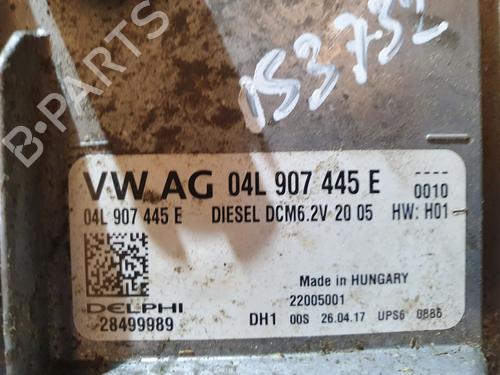 153732
B-PARTS
VW AG 04L 907 445 E 0010
04L 907 445 E DIESEL DCM6.2V 20 05 HW: H01
Made in HUNGARY
22005001
DELPHI
28499989 DH1 00S 26.04.17 UPS6 0886